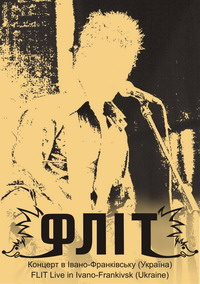 ФЛІТ
Концерт в Івано-Франківську (Україна)
FLIT Live in Ivano-Frankivsk (Ukraine)